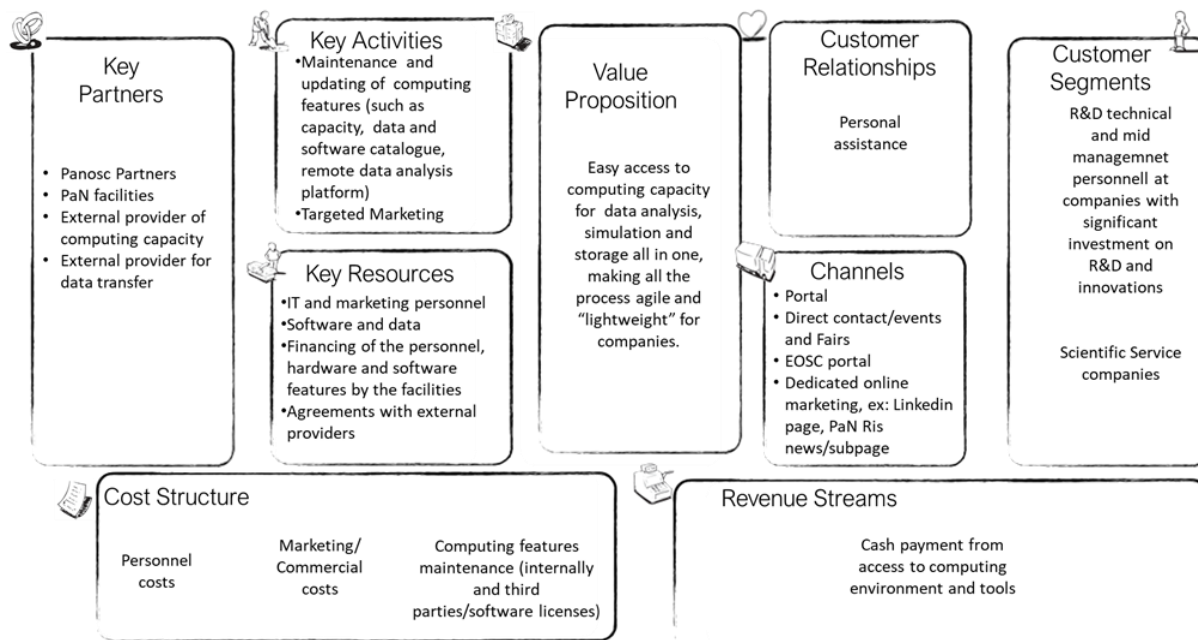 Key
Partners
• Panosc Partners
• PaN facilities
• External provider of
computing capacity
• External provider for
data transfer
Key Activities
•Maintenance and
updating of computing
features (such as
capacity, data and
software catalogue,
remote data analysis
platform)
•Targeted Marketing
Key Resources
•IT and marketing personnel
•Software and data
•Financing of the personnel,
hardware and software
features by the facilities
•Agreements with external
providers
Value
Proposition
Easy access to
computing capacity
for data analysis,
simulation and
storage all in one,
making all the
process agile and
“lightweight” for
companies.
Customer
Relationships
Personal
assistance
Channels
• Portal
• Direct contact/events
and Fairs
• EOSC portal
• Dedicated online
marketing, ex: Linkedin
page, PaN Ris
news/subpage
Customer
Segments
R&D technical
and mid
managemnet
personnell at
companies with
significant
investment on
R&D and
innovations
Scientific Service
companies
Cost Structure
Personnel
costs
Marketing/
Commercial
costs
Computing features
maintenance (internally
and third
parties/software licenses)
Revenue Streams
Cash payment from
access to computing
environment and tools